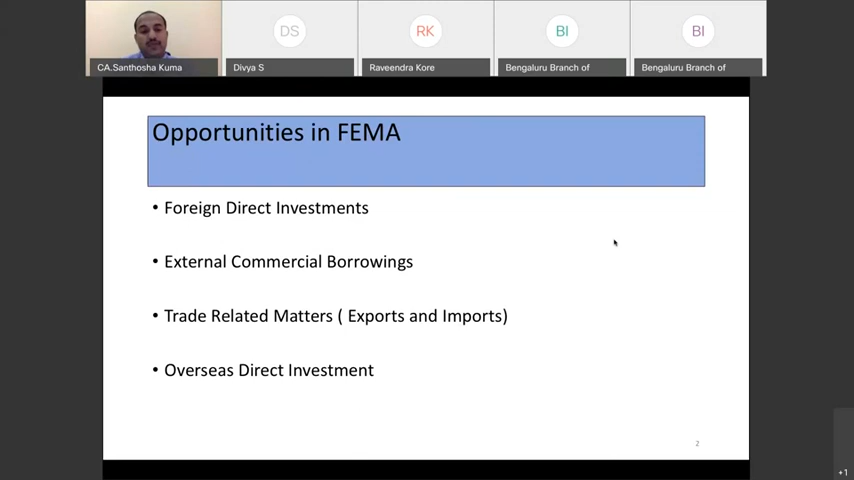 DS
RK
BI
BI
CA.Santhosha Kuma
Divya S
Raveendra Kore
Bengaluru Branch of
Bengaluru Branch of
Opportunities in FEMA
• Foreign Direct Investments
• External Commercial Borrowings
• Trade Related Matters ( Exports and Imports)
• Overseas Direct Investment
2
+1